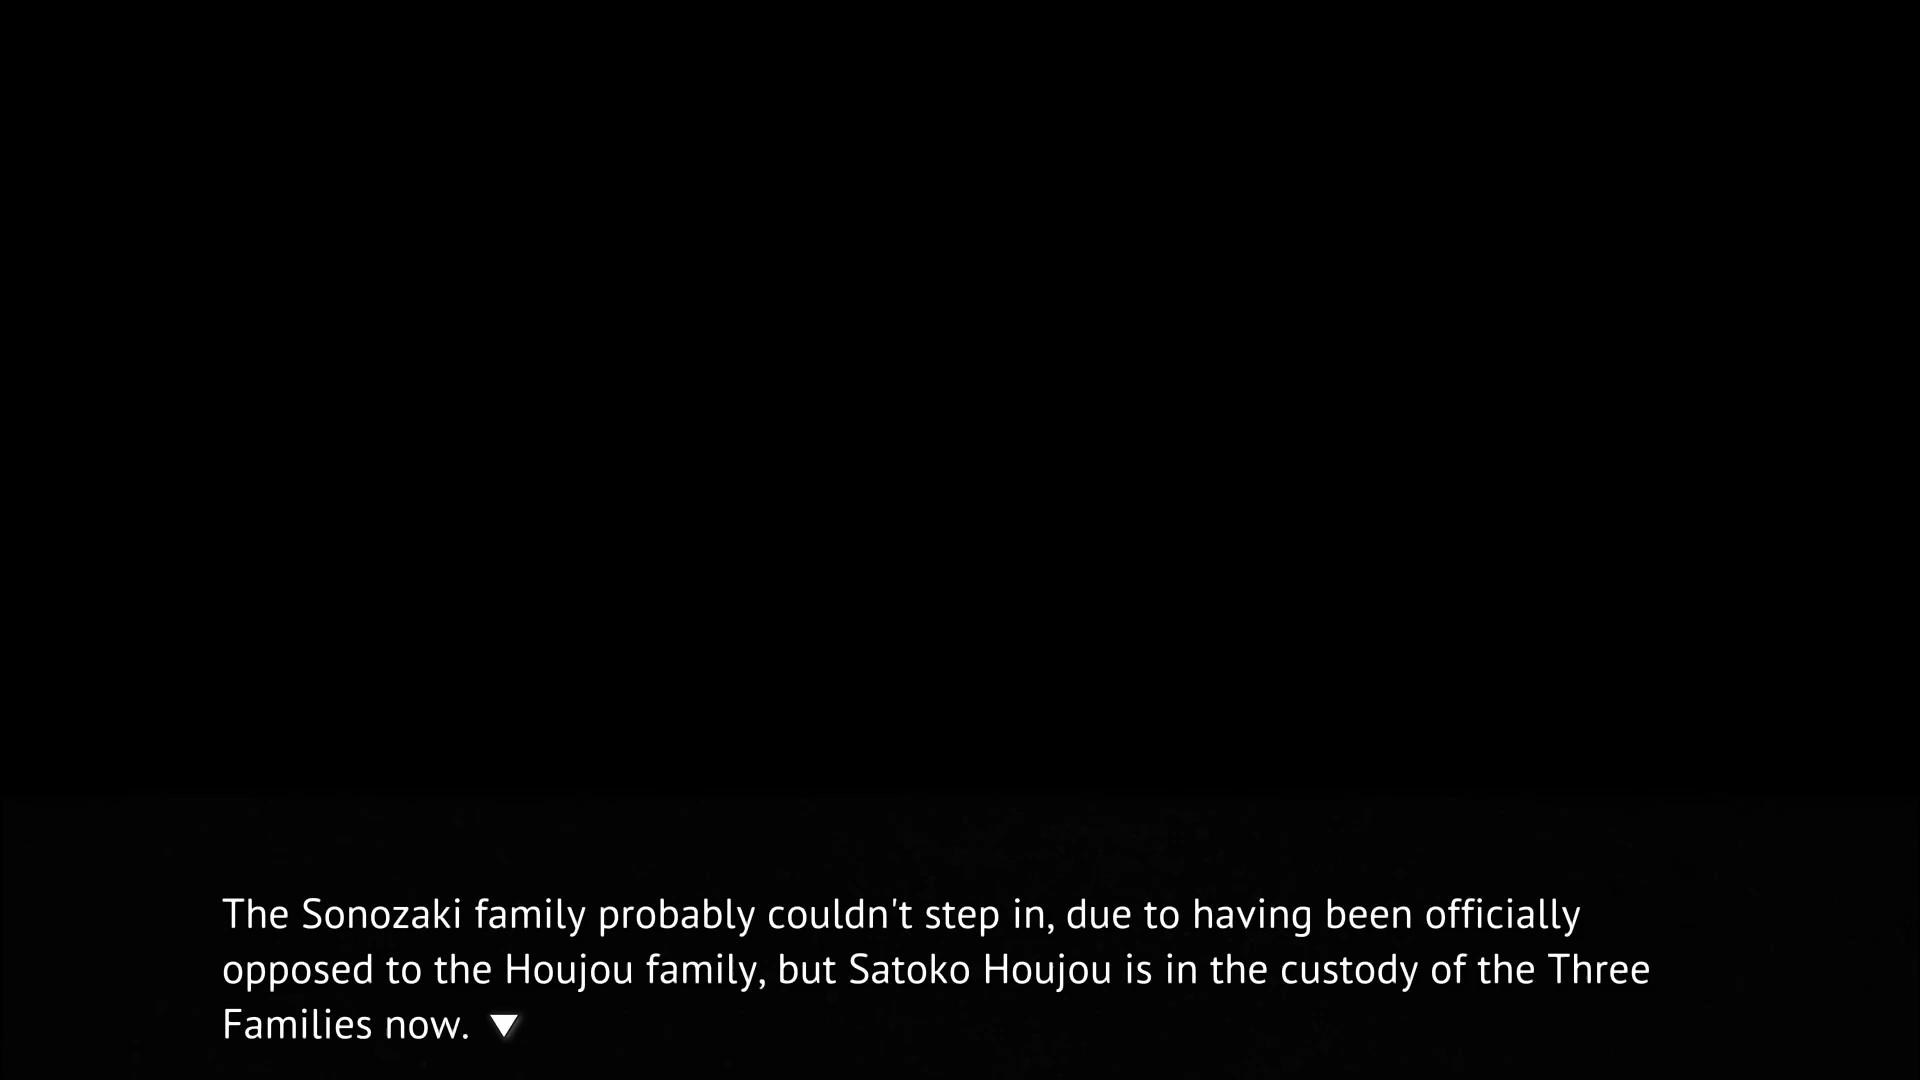 The Sonozaki family probably couldn't step in, due to having been officially
opposed to the Houjou family, but Satoko Houjou is in the custody of the Three
Families now.